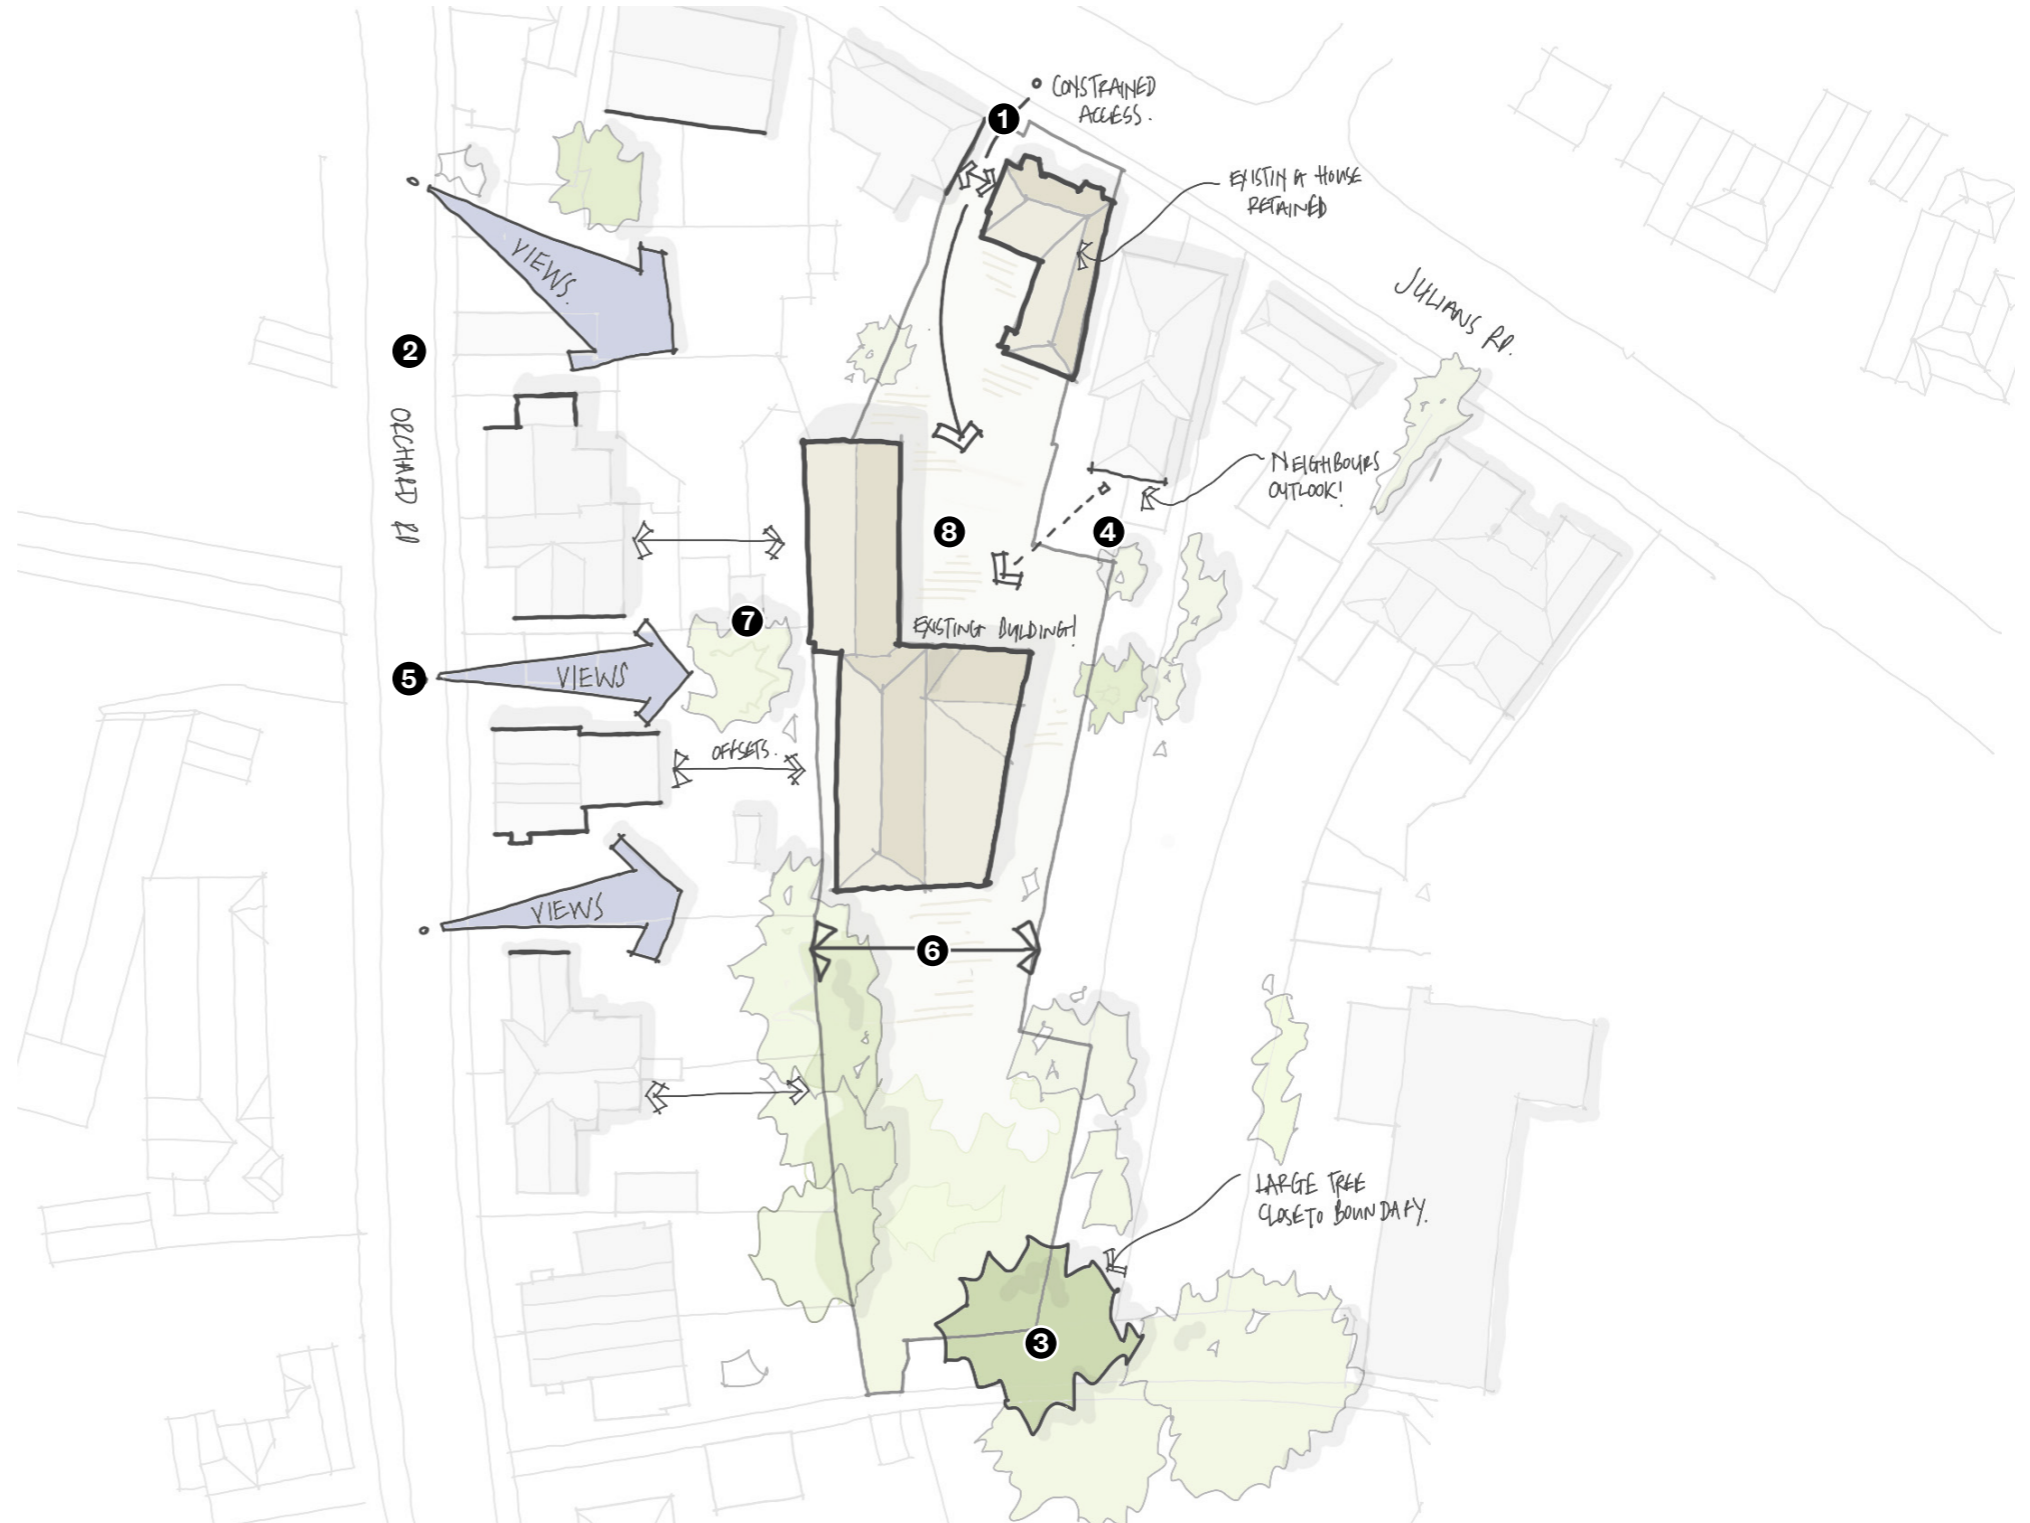 CONSTRAINED
ACCESS.
1
EXISTING HOUSE
RETAINED
VIEWS.
JULIANS RD.
2
ORCHARD RD
NEIGHBOURS
OUTLOOK!
8
4
7
EXISTING BUILDING!
5
VIEWS
OFFSETS.
VIEWS
6
LARGE TREE
CLOSE TO BOUNDARY.
3